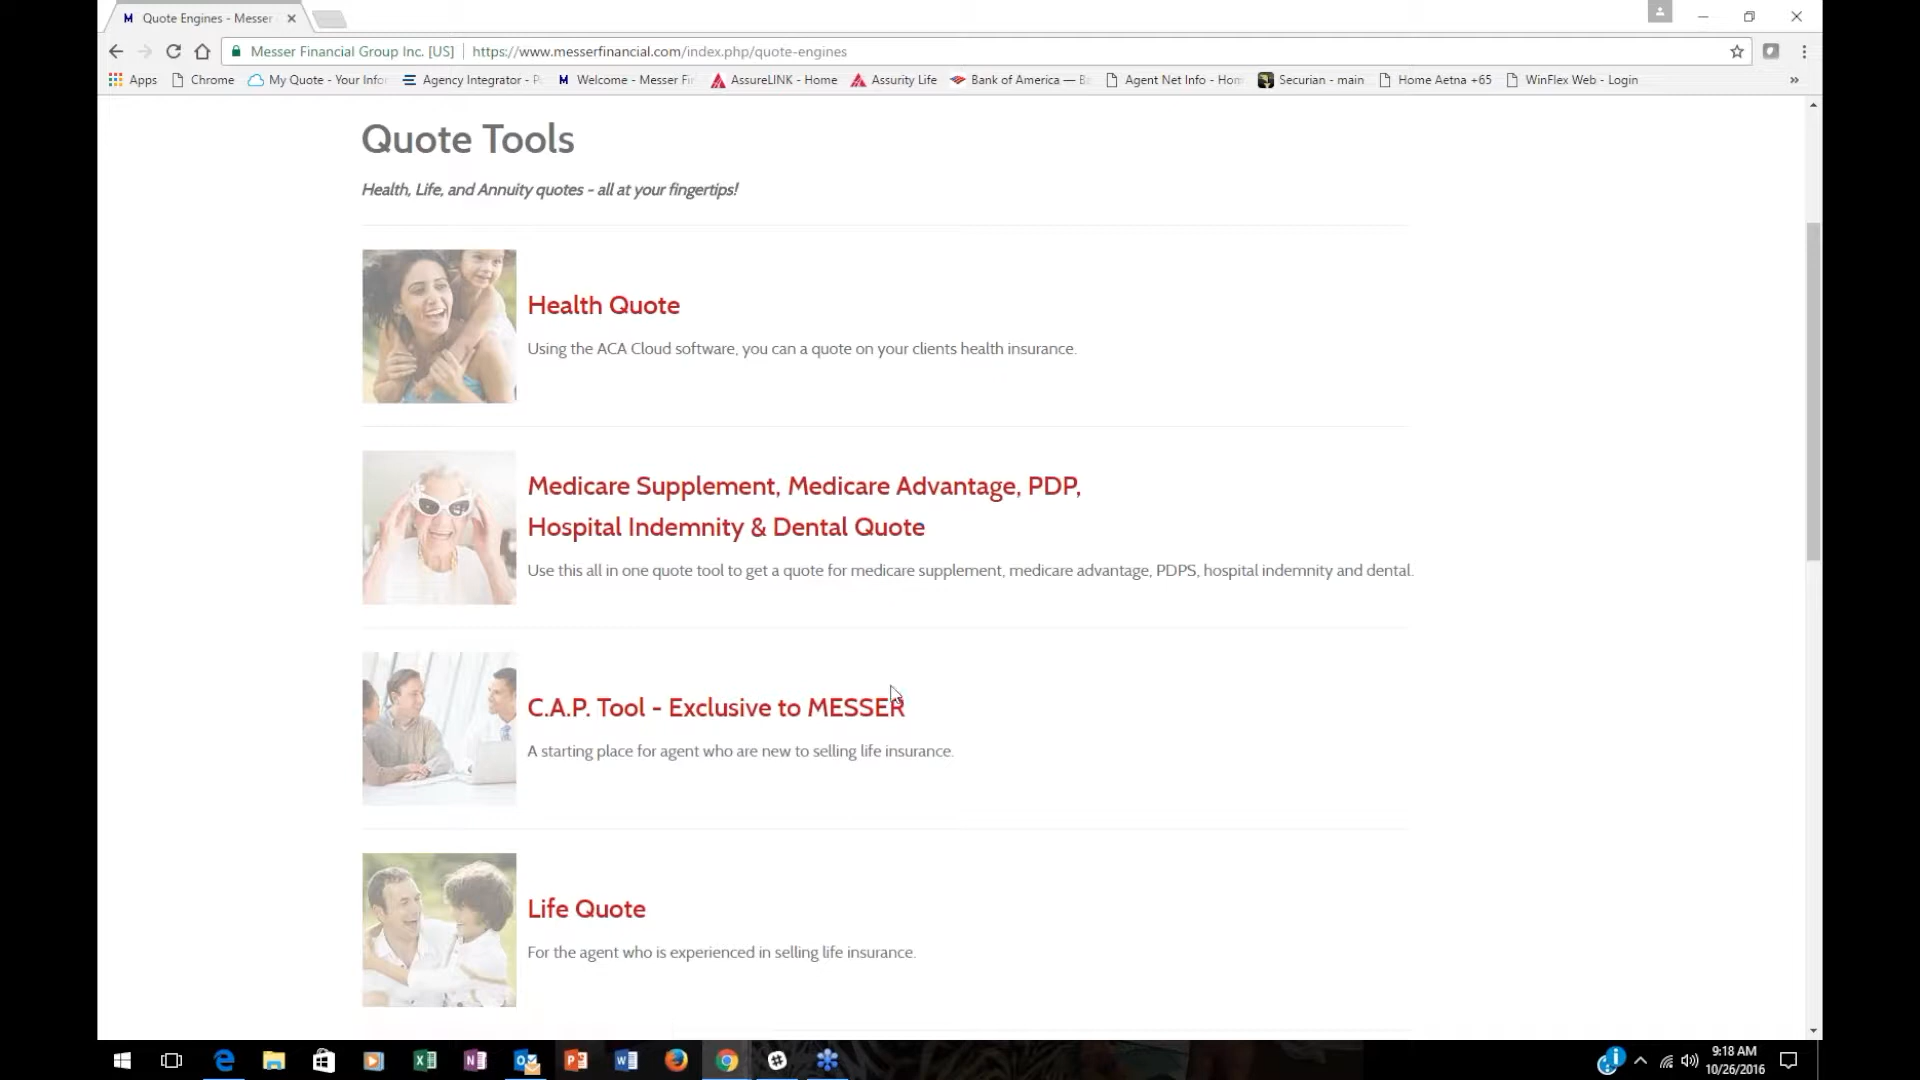 Quote Engines - Messer
Messer Financial Group Inc. [US] https://www.messerfinancial.com/index.php/quote-engines
Apps Chrome My Quote - Your Infor Agency Integrator - Welcome - Messer Fin AssureLINK - Home Assurity Life Bank of America — Agent Net Info - Hom Securian - main Home Aetna +65 WinFlex Web - Login »
Quote Tools
Health, Life, and Annuity quotes - all at your fingertips!
Health Quote
Using the ACA Cloud software, you can a quote on your clients health insurance.
Medicare Supplement, Medicare Advantage, PDP,
Hospital Indemnity & Dental Quote
Use this all in one quote tool to get a quote for medicare supplement, medicare advantage, PDPS, hospital indemnity and dental.
C.A.P. Tool - Exclusive to MESSER
A starting place for agent who are new to selling life insurance.
Life Quote
For the agent who is experienced in selling life insurance.
9:18 AM
10/26/2016